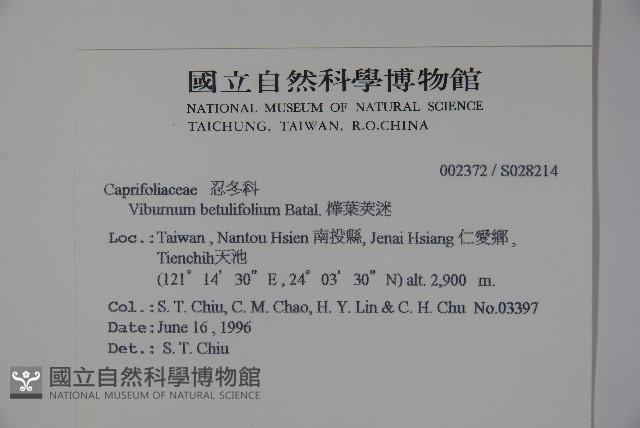 國立自然科學博物館
NATIONAL MUSEUM OF NATURAL SCIENCE
TAICHUNG, TAIWAN, R.O.CHINA
002372 / S028214
Caprifoliaceae 忍冬科
Viburnum betulifolium Batal. 樺葉莢迷
Loc.:Taiwan , Nantou Hsien 南投縣, Jenai Hsiang 仁愛鄉 ,
Tienchih天池
(121° 14' 30" E , 24° 03' 30" N) alt. 2,900 m.
Col.:S. T. Chiu, C. M. Chao, H. Y. Lin & C. H. Chu No.03397
Date:June 16 , 1996
Det.: S. T. Chiu
國立自然科學博物館
NATIONAL MUSEUM OF NATURAL SCIENCE